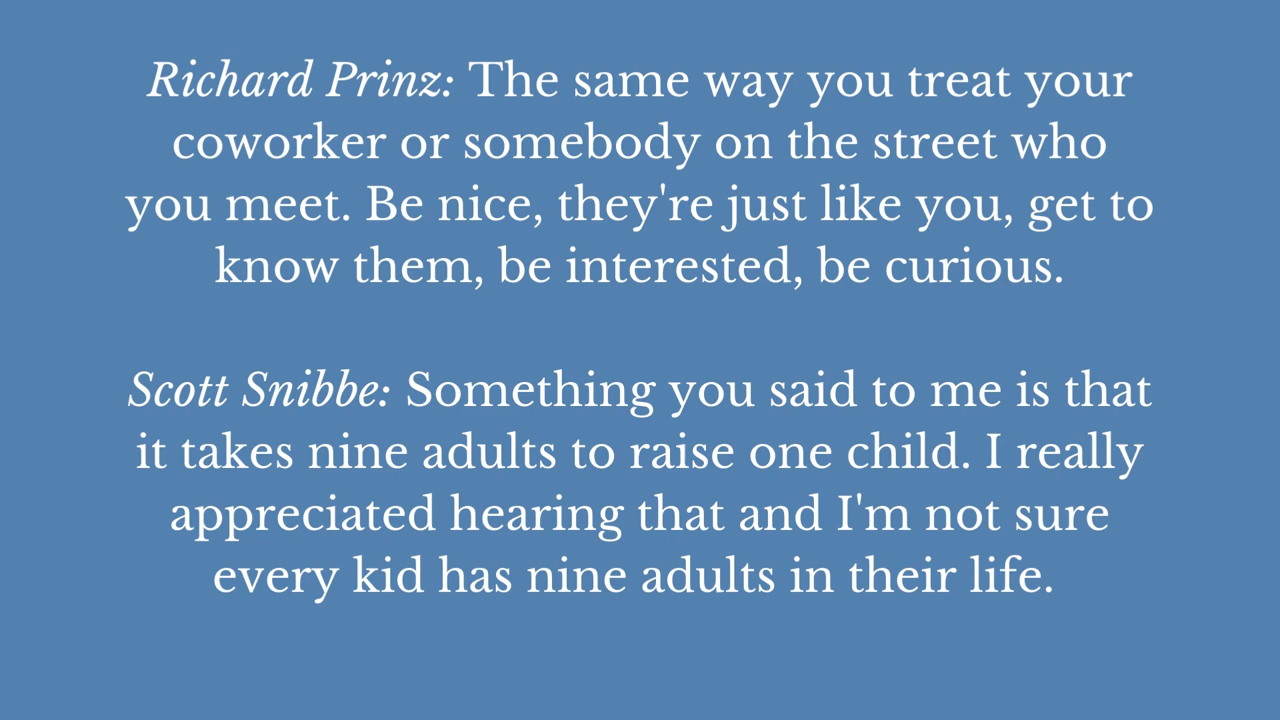 Richard Prinz: The same way you treat your
coworker or somebody on the street who
you meet. Be nice, they're just like you, get to
know them, be interested, be curious.
Scott Snibbe: Something you said to me is that
it takes nine adults to raise one child. I really
appreciated hearing that and I'm not sure
every kid has nine adults in their life.